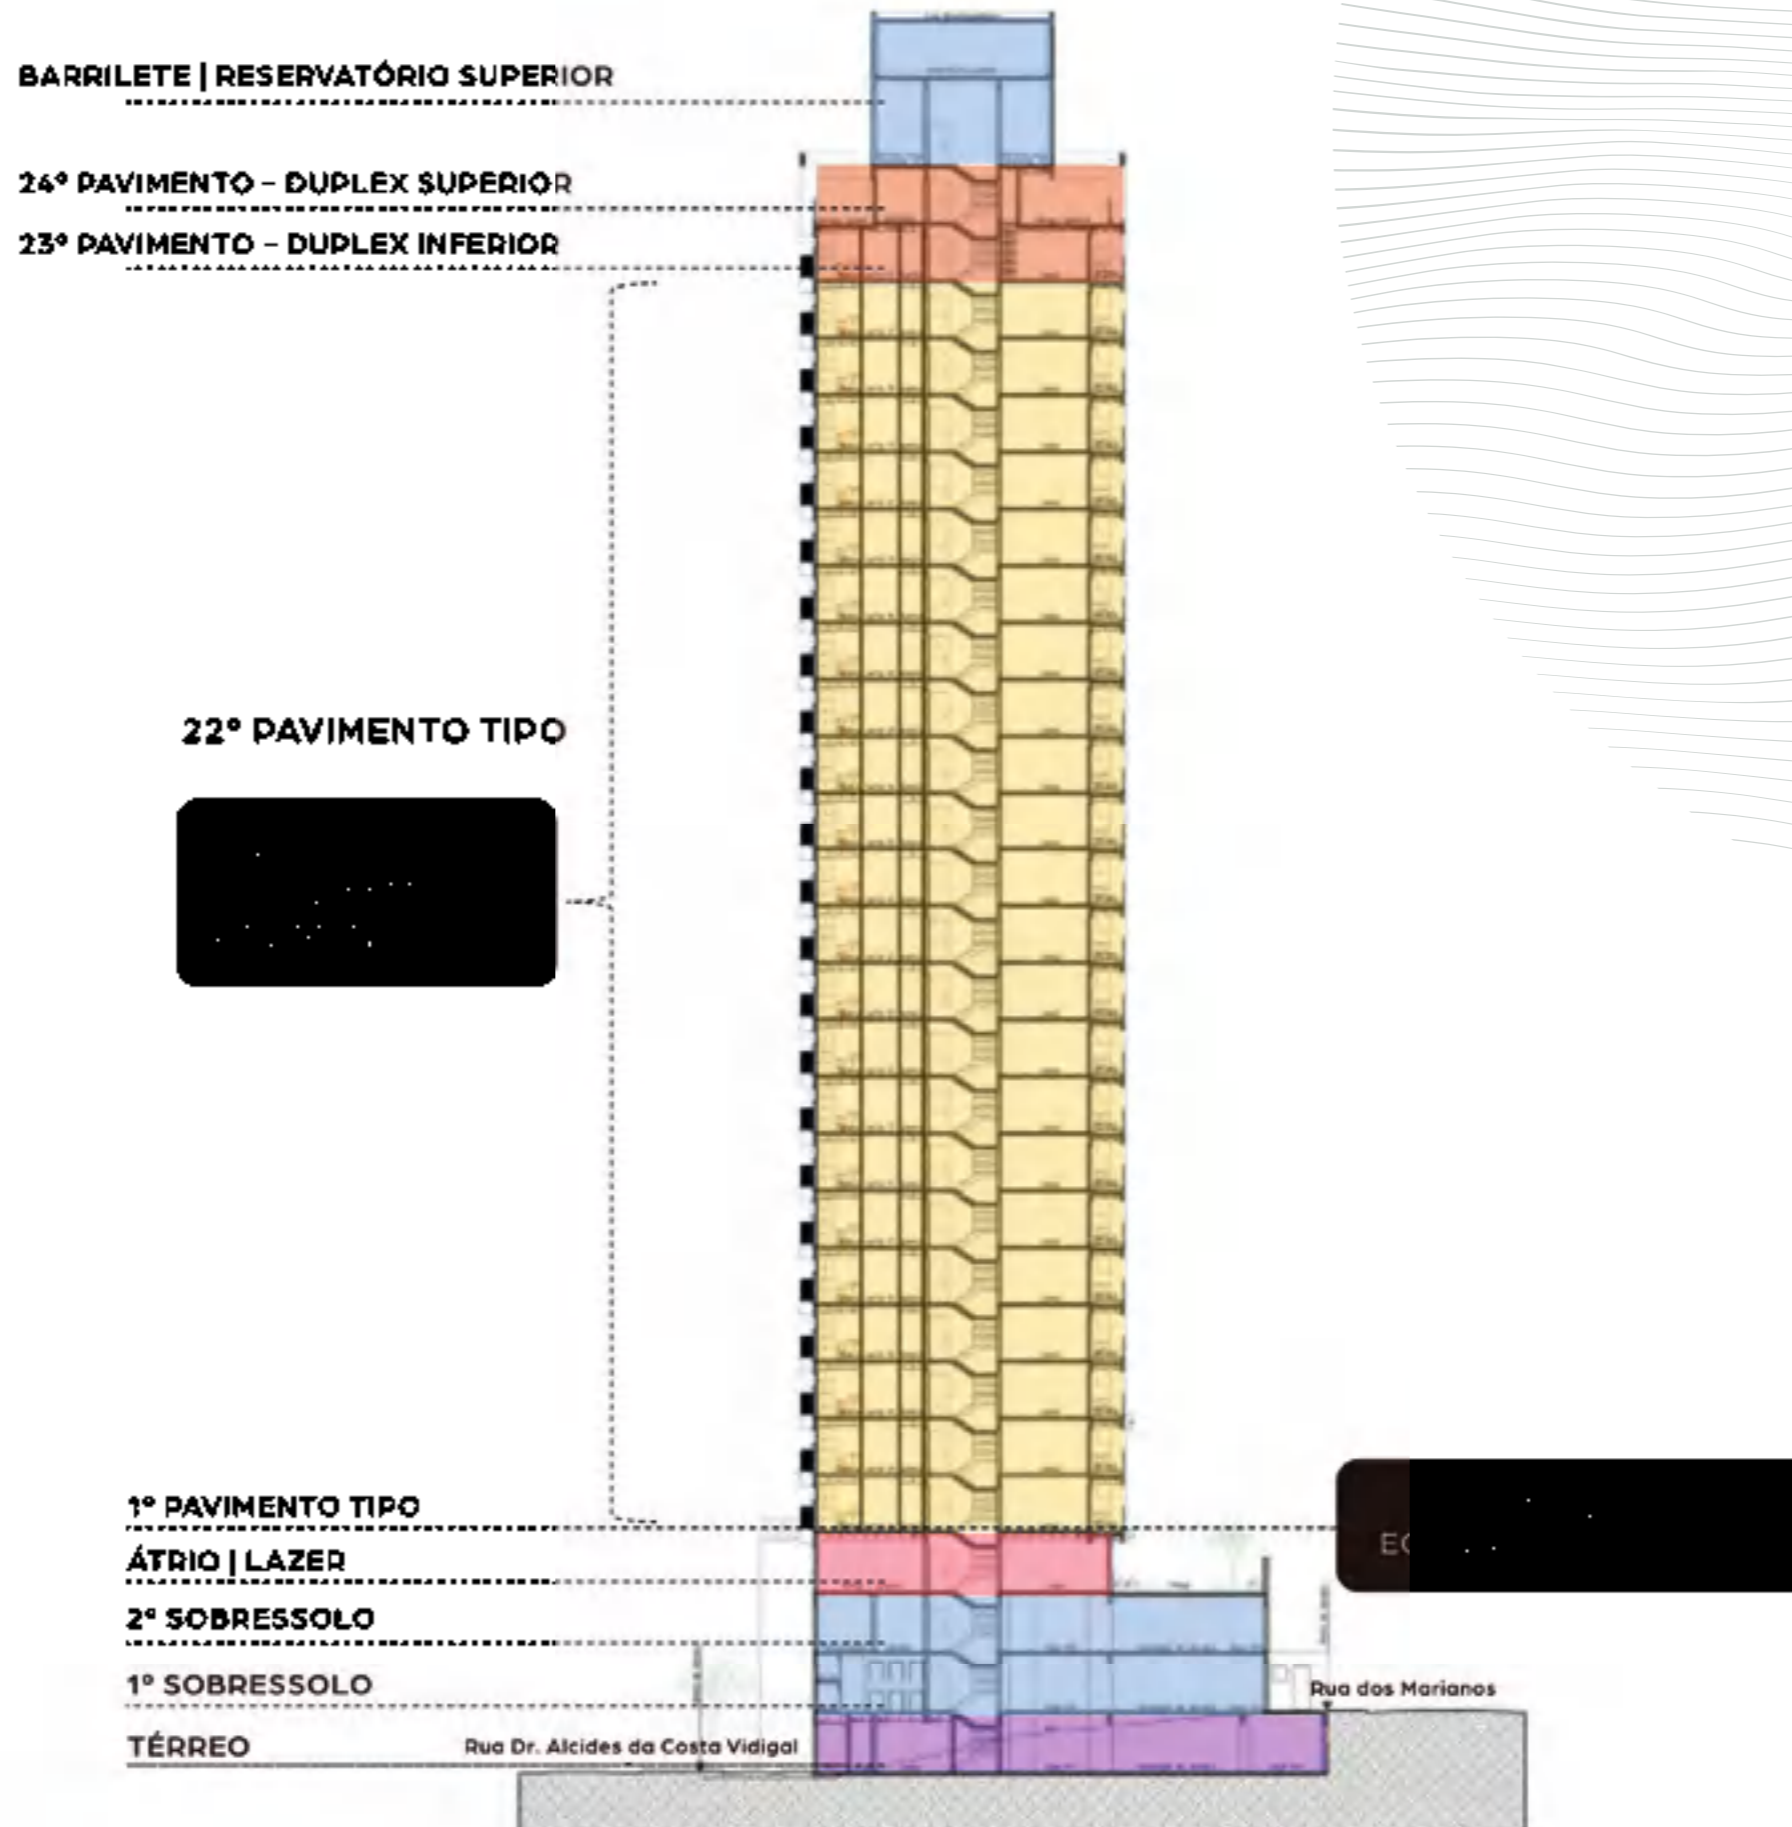 BARRILETE | RESERVATÓRIO SUPERIOR
24º PAVIMENTO – DUPLEX SUPERIOR
23º PAVIMENTO – DUPLEX INFERIOR
22º PAVIMENTO TIPO
1º PAVIMENTO TIPO
ÁTRIO | LAZER
2º SOBRESSOLO
1º SOBRESSOLO
Rua dos Marianos
TÉRREO
Rua Dr. Alcides da Costa Vidigal